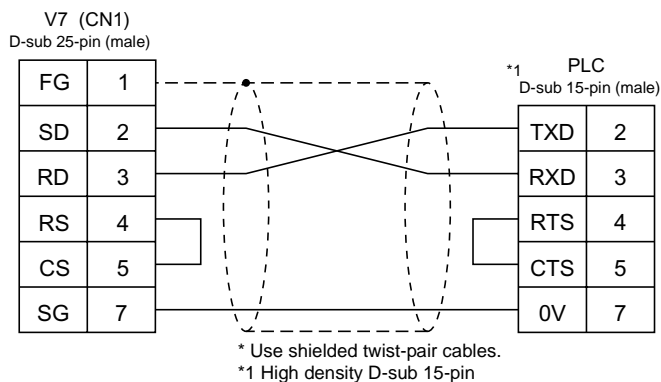 V7 (CN1)
D-sub 25-pin (male)
FG 1
SD 2
RD 3
RS 4
CS 5
SG 7
*1 PLC
D-sub 15-pin (male)
TXD 2
RXD 3
RTS 4
CTS 5
0V 7
* Use shielded twist-pair cables.
*1 High density D-sub 15-pin